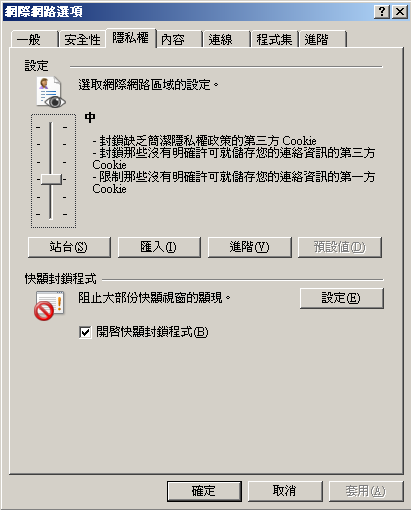 網際網路選項
一般 安全性 隱私權 內容 連線 程式集 進階
設定
選取網際網路區域的設定。
中
- 封鎖缺乏簡潔隱私權政策的第三方 Cookie
- 封鎖那些沒有明確許可就儲存您的連絡資訊的第三方
Cookie
- 限制那些沒有明確許可就儲存您的連絡資訊的第一方
Cookie
站台(S) 匯入(I) 進階(V) 預設值(D)
快顯封鎖程式
阻止大部份快顯視窗的顯現。 設定(E)
開啓快顯封鎖程式(B)
確定 取消 套用(A)